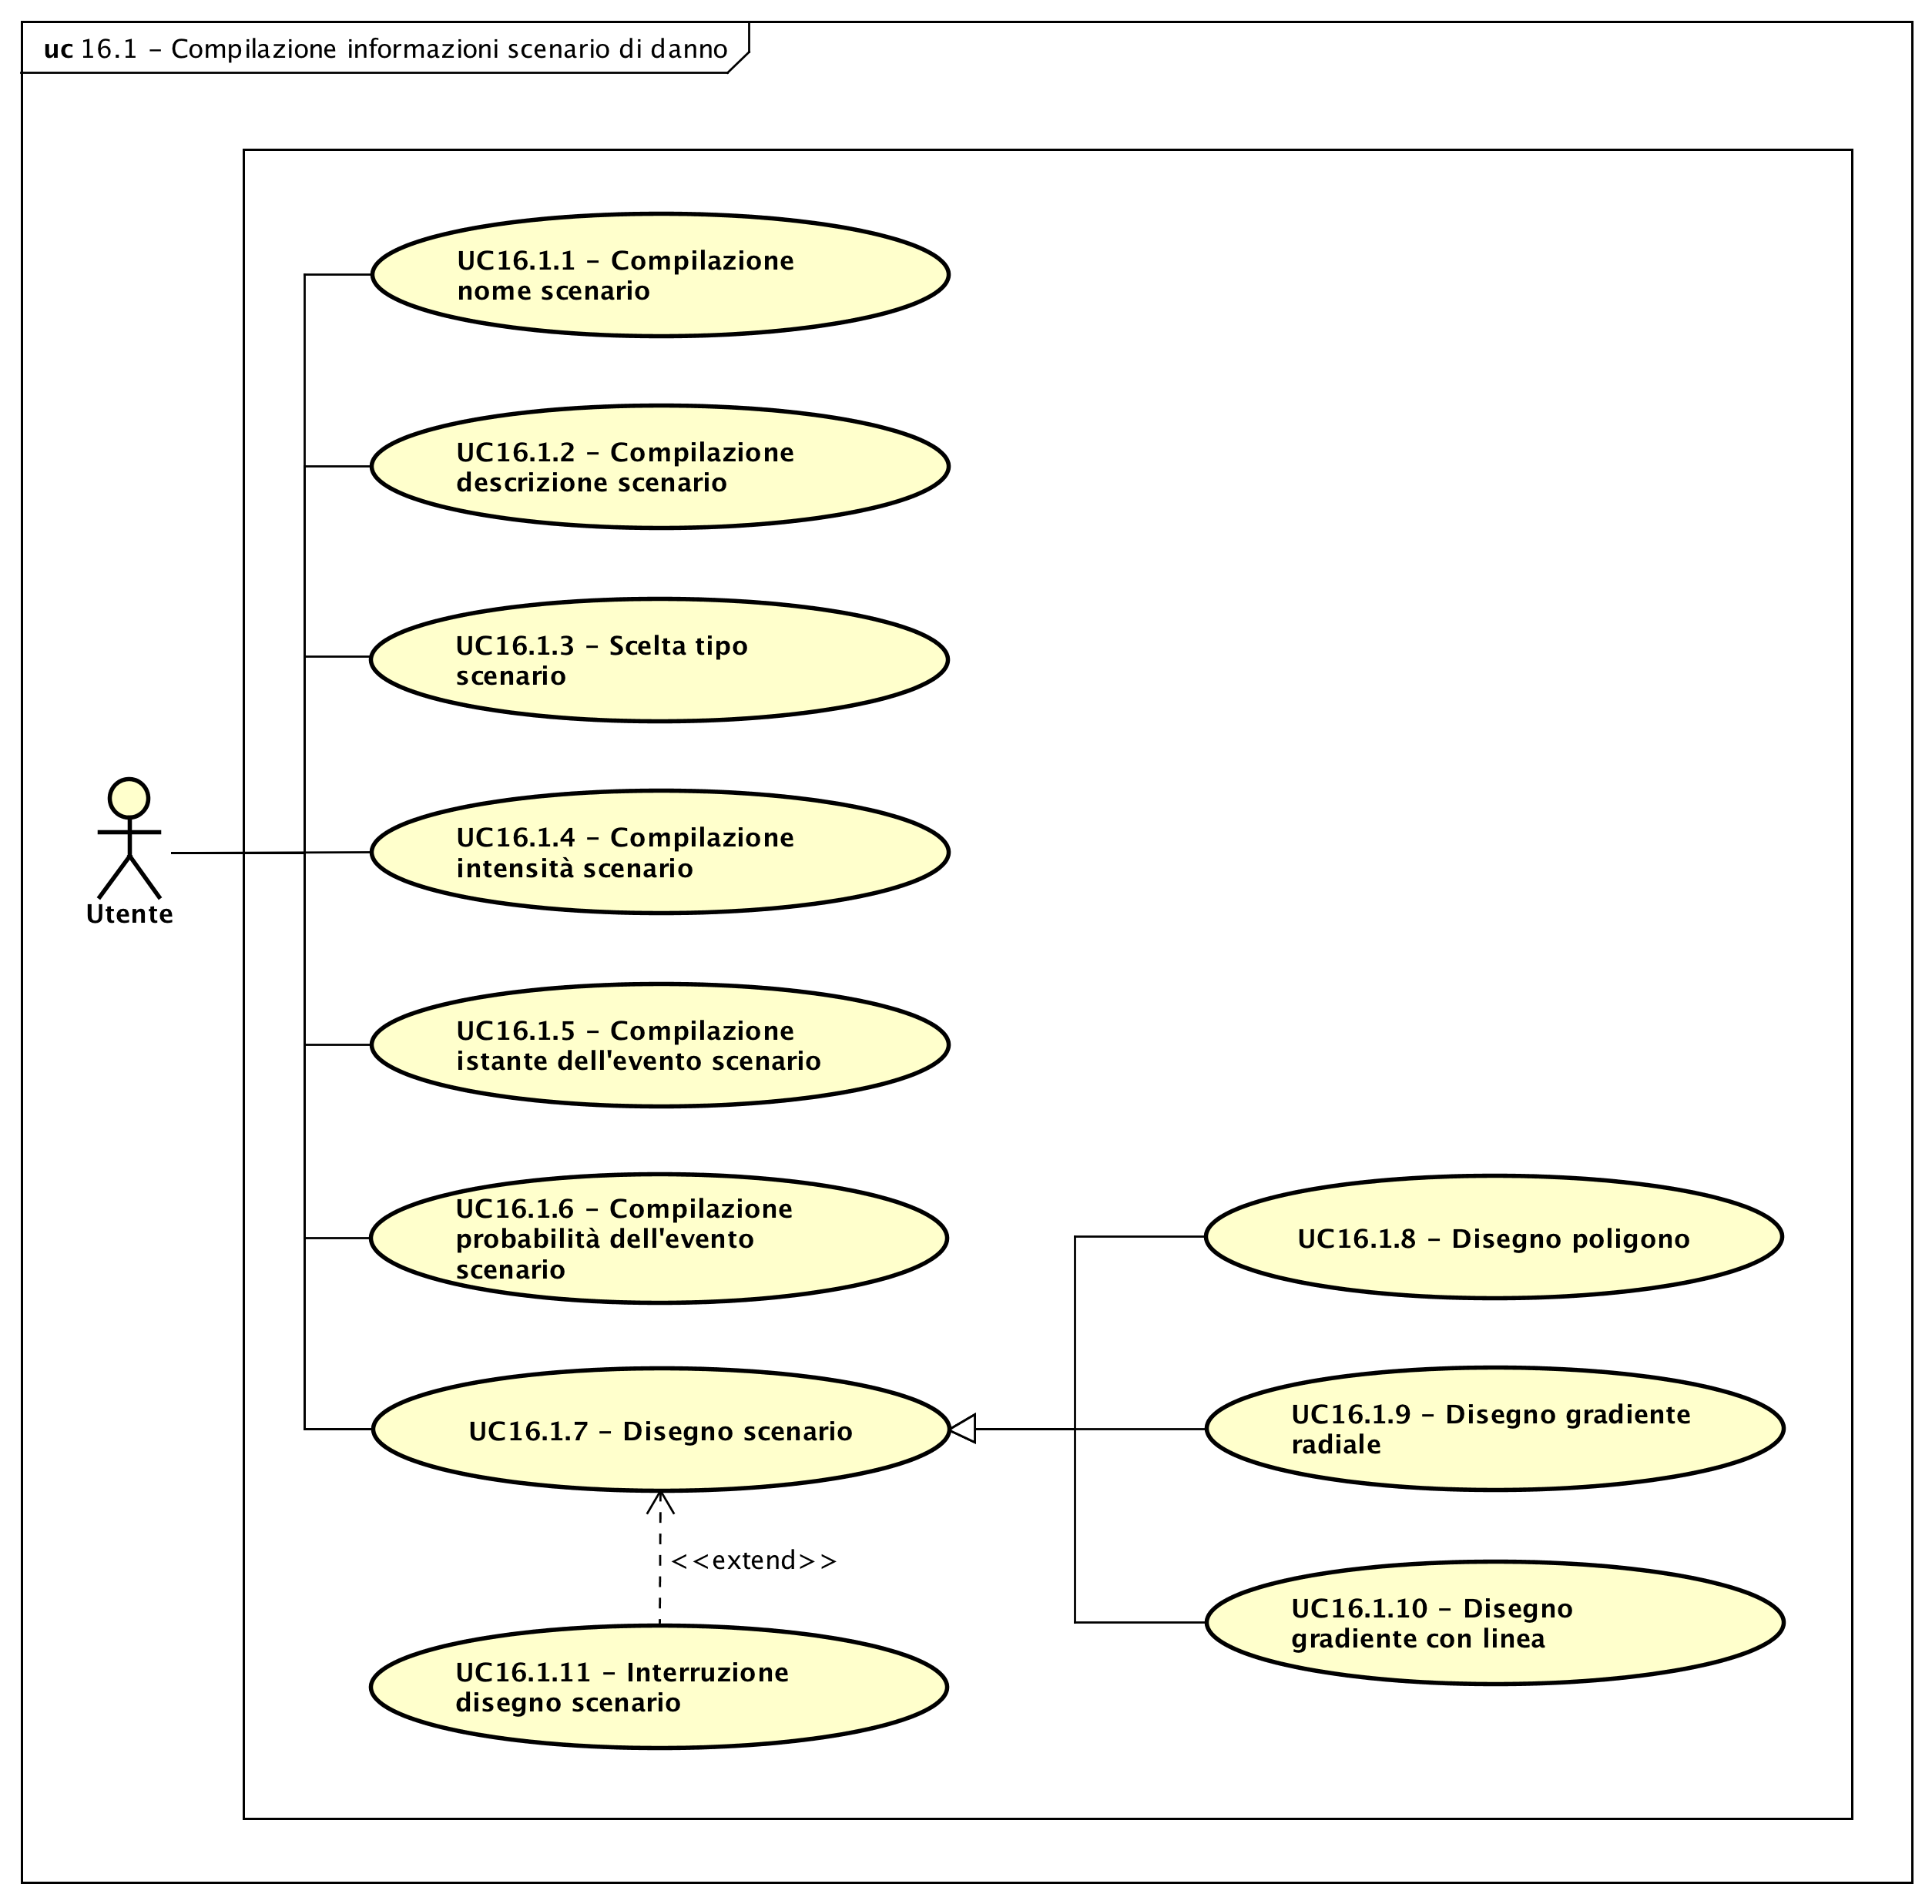 uc 16.1 - Compilazione informazioni scenario di danno
UC16.1.1 - Compilazione
nome scenario
UC16.1.2 - Compilazione
descrizione scenario
UC16.1.3 - Scelta tipo
scenario
UC16.1.4 - Compilazione
intensità scenario
Utente
UC16.1.5 - Compilazione
istante dell'evento scenario
UC16.1.6 - Compilazione
probabilità dell'evento
scenario
UC16.1.8 - Disegno poligono
UC16.1.7 - Disegno scenario
UC16.1.9 - Disegno gradiente
radiale
<<extend>>
UC16.1.10 - Disegno
gradiente con linea
UC16.1.11 - Interruzione
disegno scenario